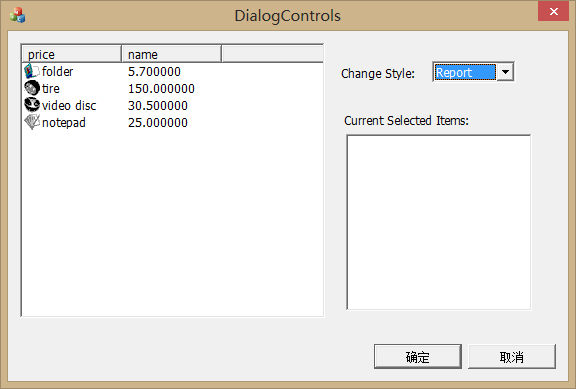 DialogControls
price name
folder 5.700000
tire 150.000000
video disc 30.500000
notepad 25.000000
Change Style: Report
Current Selected Items:
确定 取消